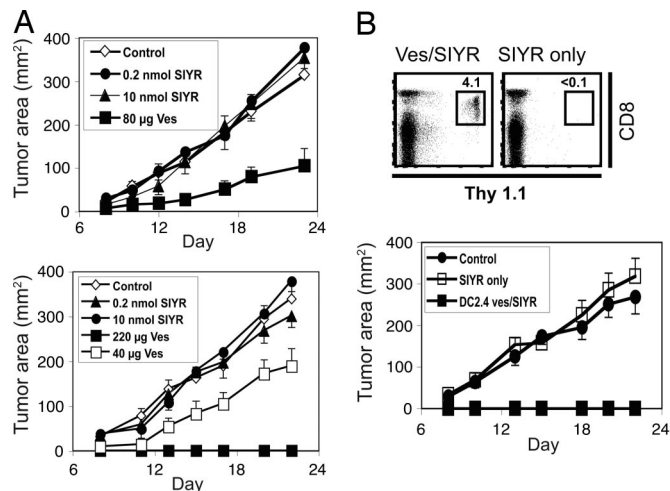 A
Tumor area (mm²)
400
300
200
100
0
Control
0.2 nmol SIYR
10 nmol SIYR
80 µg Ves
6
12
18
24
Day
Tumor area (mm²)
400
300
200
100
0
Control
0.2 nmol SIYR
10 nmol SIYR
220 µg Ves
40 µg Ves
6
12
18
24
Day
B
Ves/SIYR
SIYR only
4.1
<0.1
CD8
Thy 1.1
Tumor area (mm²)
400
300
200
100
0
Control
SIYR only
DC2.4 ves/SIYR
6
12
18
24
Day